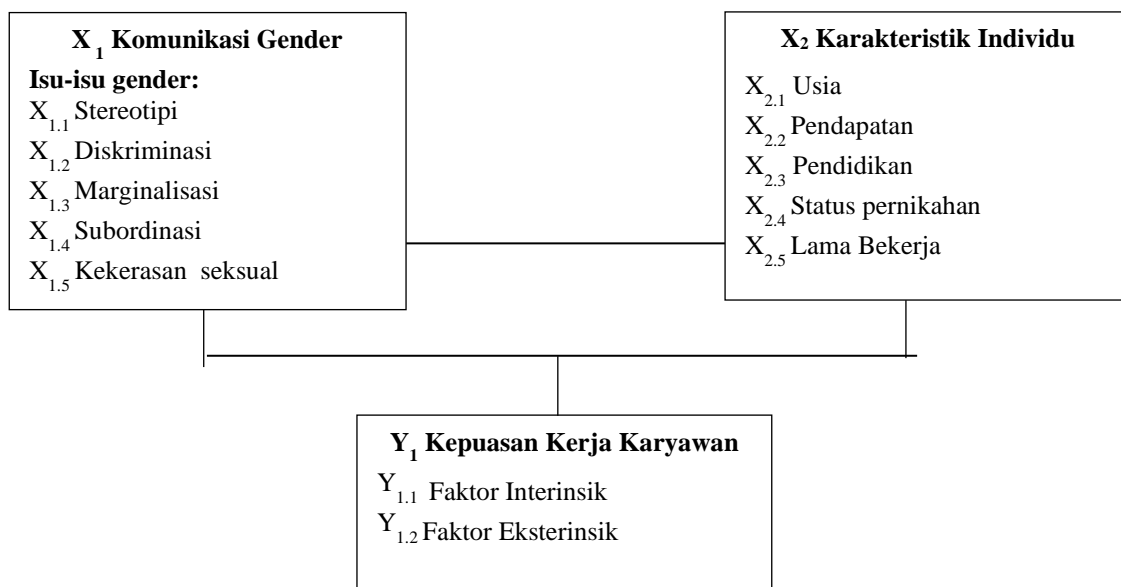 X1 Komunikasi Gender
Isu-isu gender:
X1.1 Stereotipi
X1.2 Diskriminasi
X1.3 Marginalisasi
X1.4 Subordinasi
X1.5 Kekerasan seksual
X2 Karakteristik Individu
X2.1 Usia
X2.2 Pendapatan
X2.3 Pendidikan
X2.4 Status pernikahan
X2.5 Lama Bekerja
Y1 Kepuasan Kerja Karyawan
Y1.1 Faktor Interinsik
Y1.2 Faktor Eksterinsik